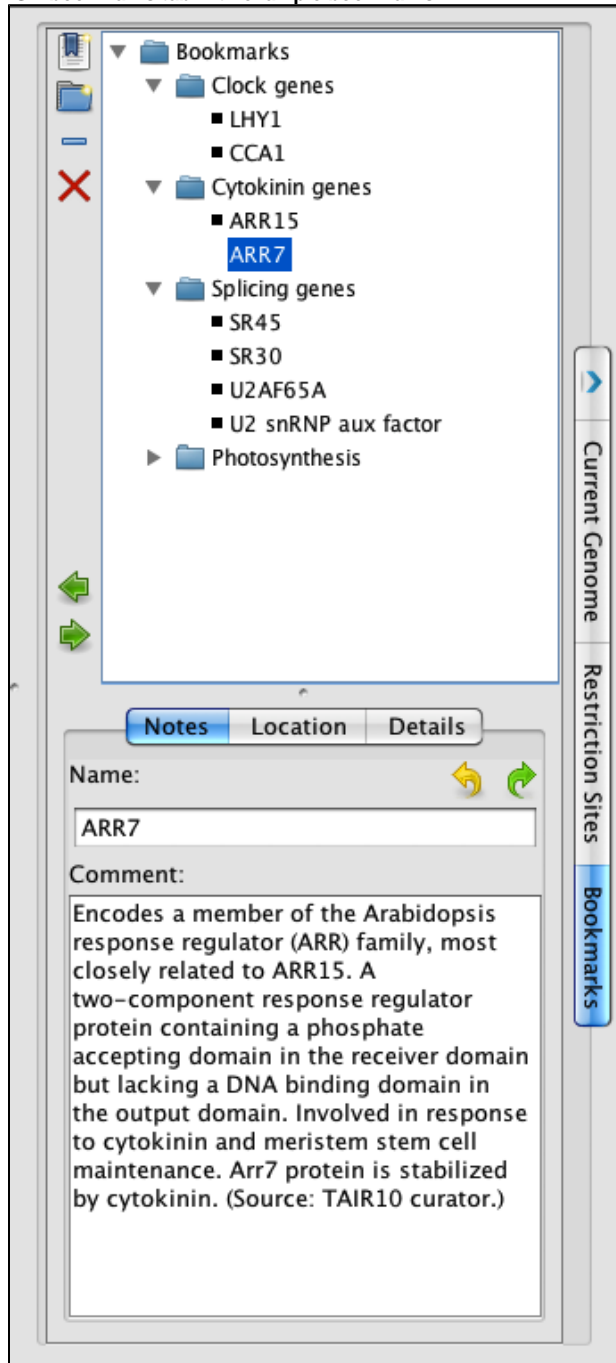 Bookmarks
Clock genes
LHY1
CCA1
Cytokinin genes
ARR15
ARR7
Splicing genes
SR45
SR30
U2AF65A
U2 snRNP aux factor
Photosynthesis
Current Genome
Restriction Sites
Bookmarks
Notes Location Details
Name:
ARR7
Comment:
Encodes a member of the Arabidopsis
response regulator (ARR) family, most
closely related to ARR15. A
two-component response regulator
protein containing a phosphate
accepting domain in the receiver domain
but lacking a DNA binding domain in
the output domain. Involved in response
to cytokinin and meristem stem cell
maintenance. Arr7 protein is stabilized
by cytokinin. (Source: TAIR10 curator.)